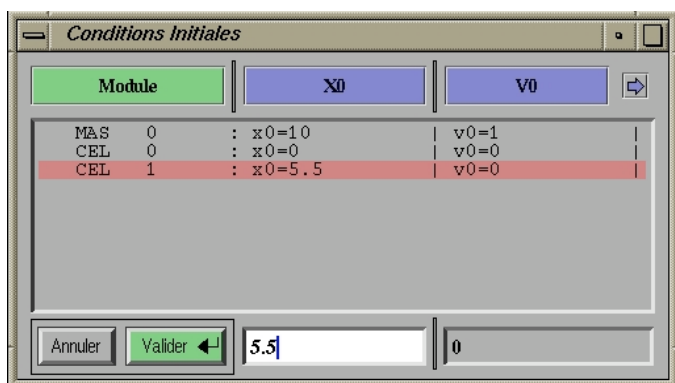 Conditions Initiales
Module X0 V0
MAS 0 : x0=10 | v0=1 |
CEL 0 : x0=0 | v0=0 |
CEL 1 : x0=5.5 | v0=0 |
Annuler Valider 5.5 0